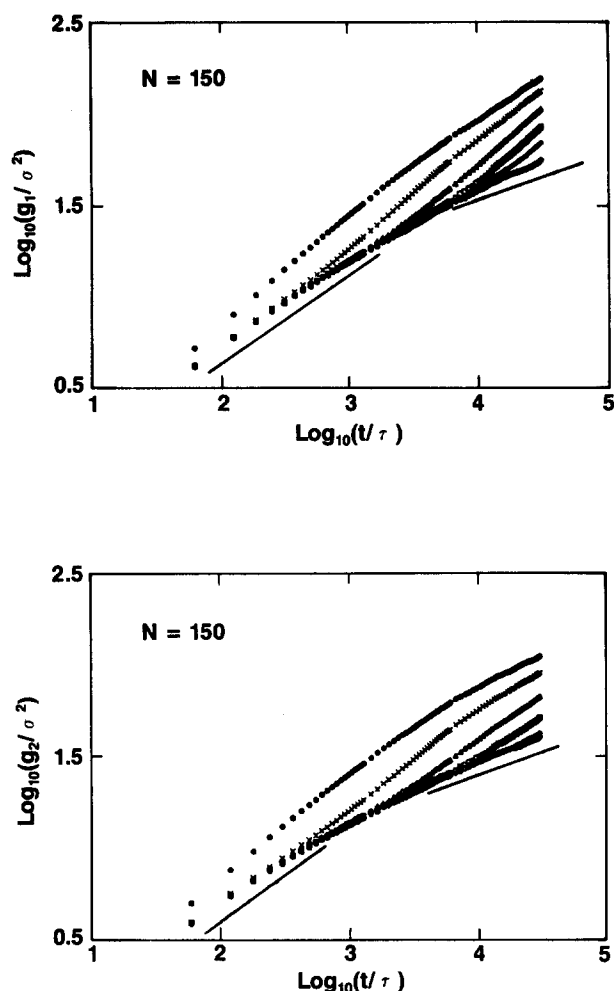 2.5
N = 150
Log₁₀(g₁/σ²)
1.5
0.5
1 2 3 4 5
Log₁₀(t/τ)
2.5
N = 150
Log₁₀(g₂/σ²)
1.5
0.5
1 2 3 4 5
Log₁₀(t/τ)